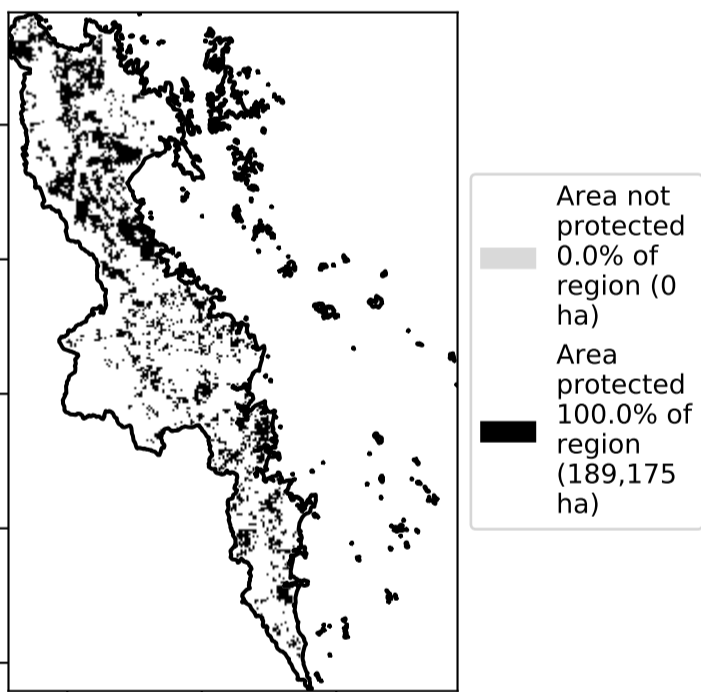 Area not
protected
0.0% of
region (0
ha)
Area
protected
100.0% of
region
(189,175
ha)